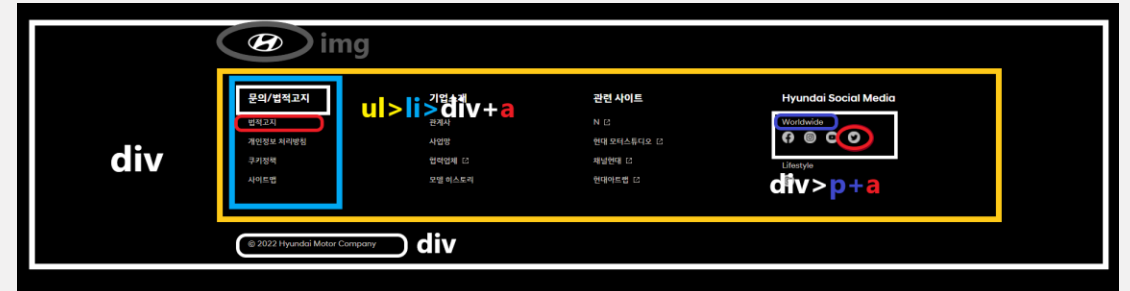 img
문의/법적고지
법적고지
개인정보 처리방침
쿠키정책
사이트맵
ul>li>div+a
기업소개
관계사
사업망
협력업체
모델 히스토리
관련 사이트
N
현대 모터스튜디오
채널현대
현대아트랩
Hyundai Social Media
Worldwide
Lifestyle
div>p+a
div
© 2022 Hyundai Motor Company
div